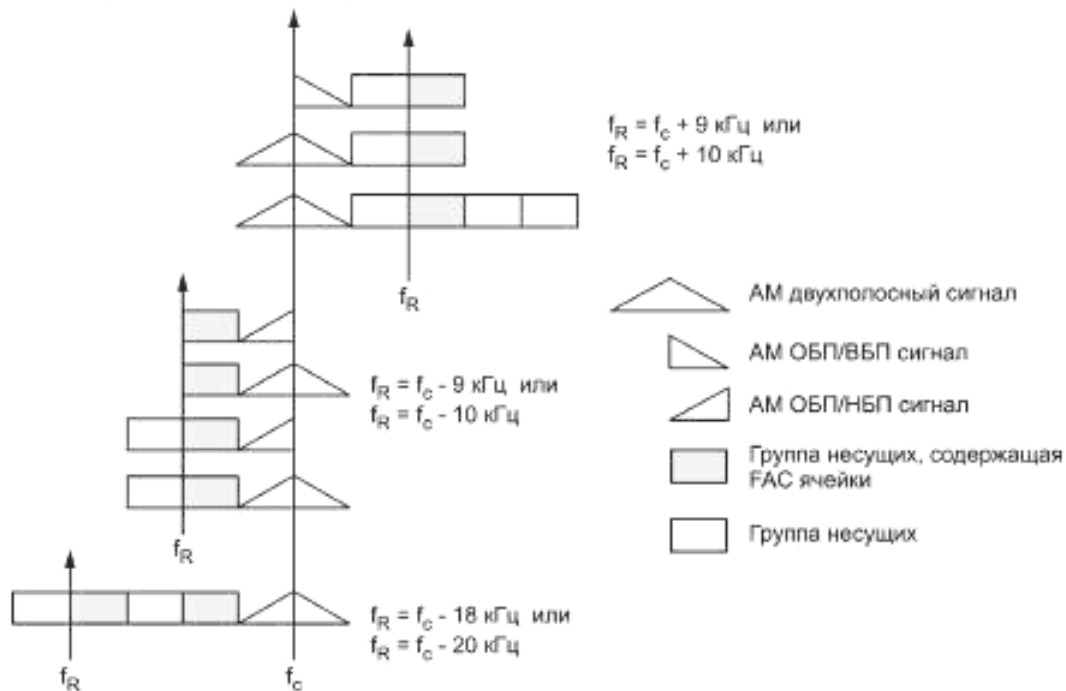 f_R = f_c + 9 кГц или
f_R = f_c + 10 кГц
f_R
АМ двухполосный сигнал
АМ ОБП/ВБП сигнал
f_R = f_c - 9 кГц или
f_R = f_c - 10 кГц
АМ ОБП/НБП сигнал
Группа несущих, содержащая
FAC ячейки
Группа несущих
f_R
f_R = f_c - 18 кГц или
f_R = f_c - 20 кГц
f_R
f_c